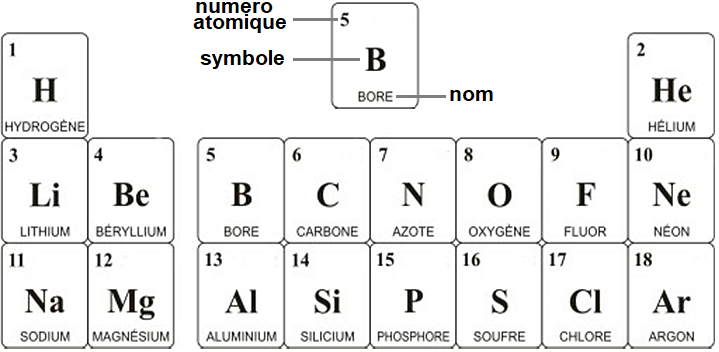 numéro
atomique
5
symbole
B
BORE
nom
1
H
HYDROGÈNE
2
He
HÉLIUM
3
Li
LITHIUM
4
Be
BÉRYLLIUM
5
B
BORE
6
C
CARBONE
7
N
AZOTE
8
O
OXYGÈNE
9
F
FLUOR
10
Ne
NÉON
11
Na
SODIUM
12
Mg
MAGNÉSIUM
13
Al
ALUMINIUM
14
Si
SILICIUM
15
P
PHOSPHORE
16
S
SOUFRE
17
Cl
CHLORE
18
Ar
ARGON